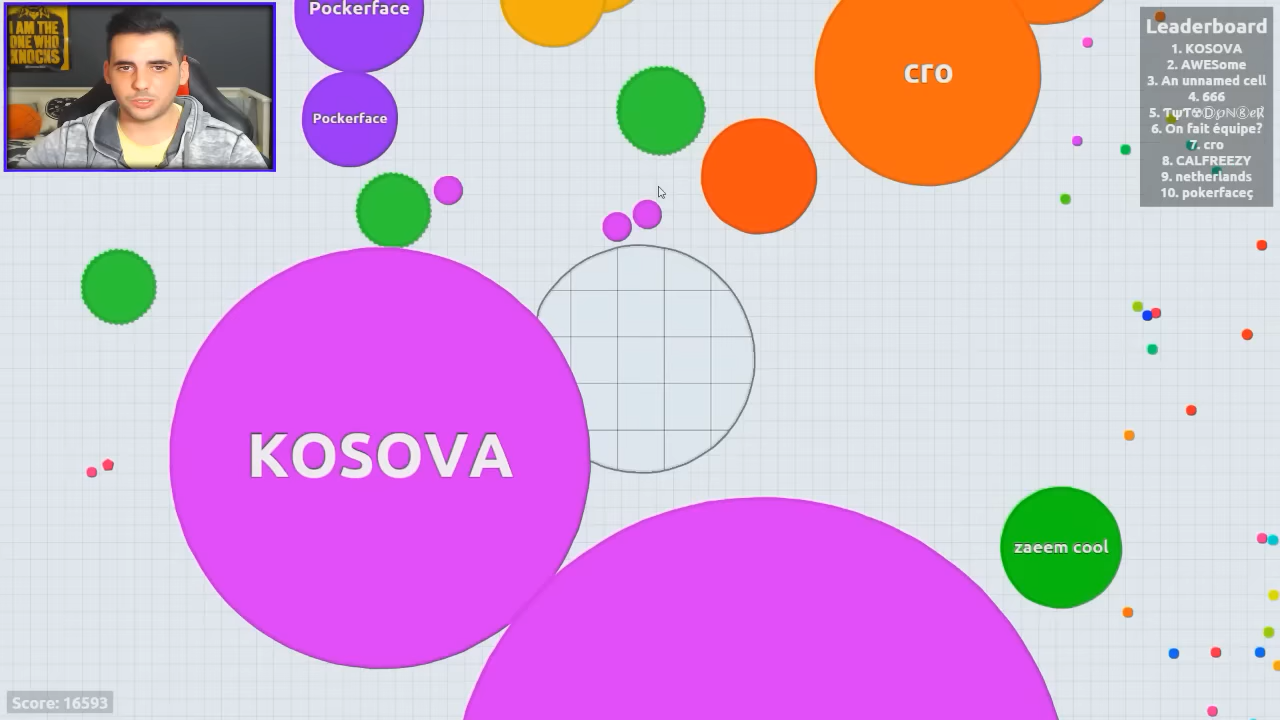 I AM THE
ONE WHO
KNOCKS
Pockerface
Pockerface
cro
KOSOVA
zaeem cool
Leaderboard
1. KOSOVA
2. AWESome
3. An unnamed cell
4. 666
5.
6. On fait équipe?
7. cro
8. CALFREEZY
9. netherlands
10. pokerfaceç
Score: 16593